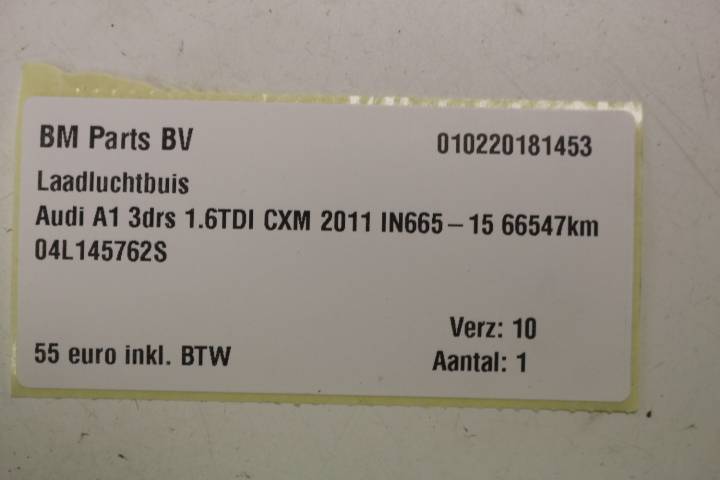 BM Parts BV 010220181453
Laadluchtbuis
Audi A1 3drs 1.6TDI CXM 2011 IN665 – 15 66547km
04L145762S
Verz: 10
55 euro inkl. BTW Aantal: 1